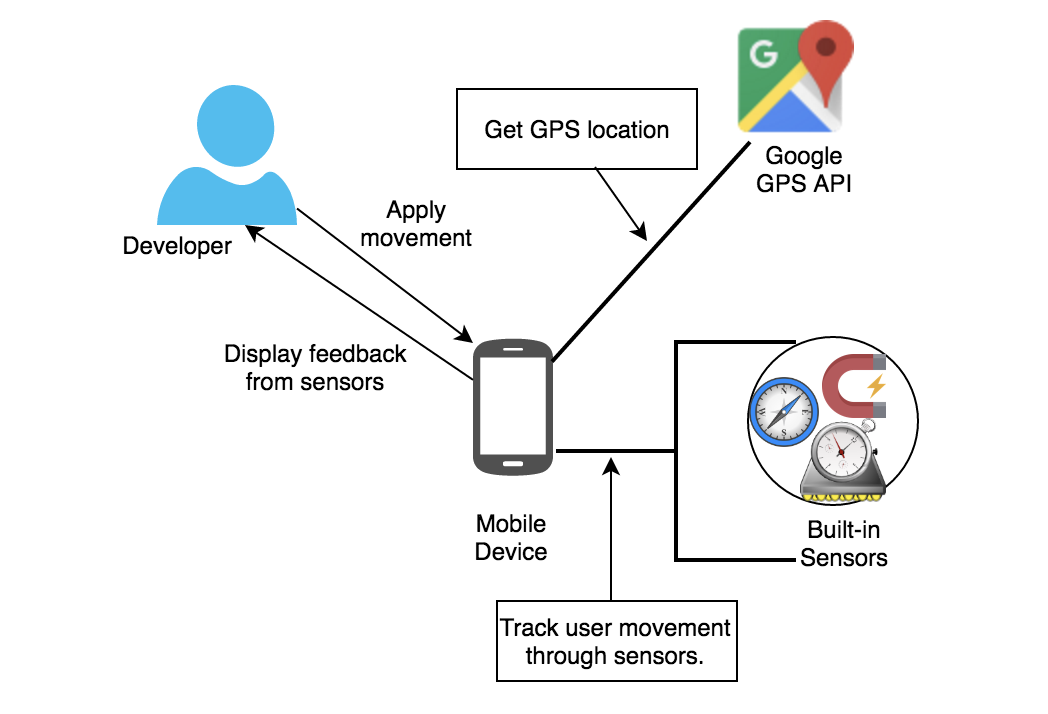 G
Get GPS location
Google
GPS API
Apply
movement
Developer
Display feedback
from sensors
Mobile
Device
Built-in
Sensors
Track user movement
through sensors.